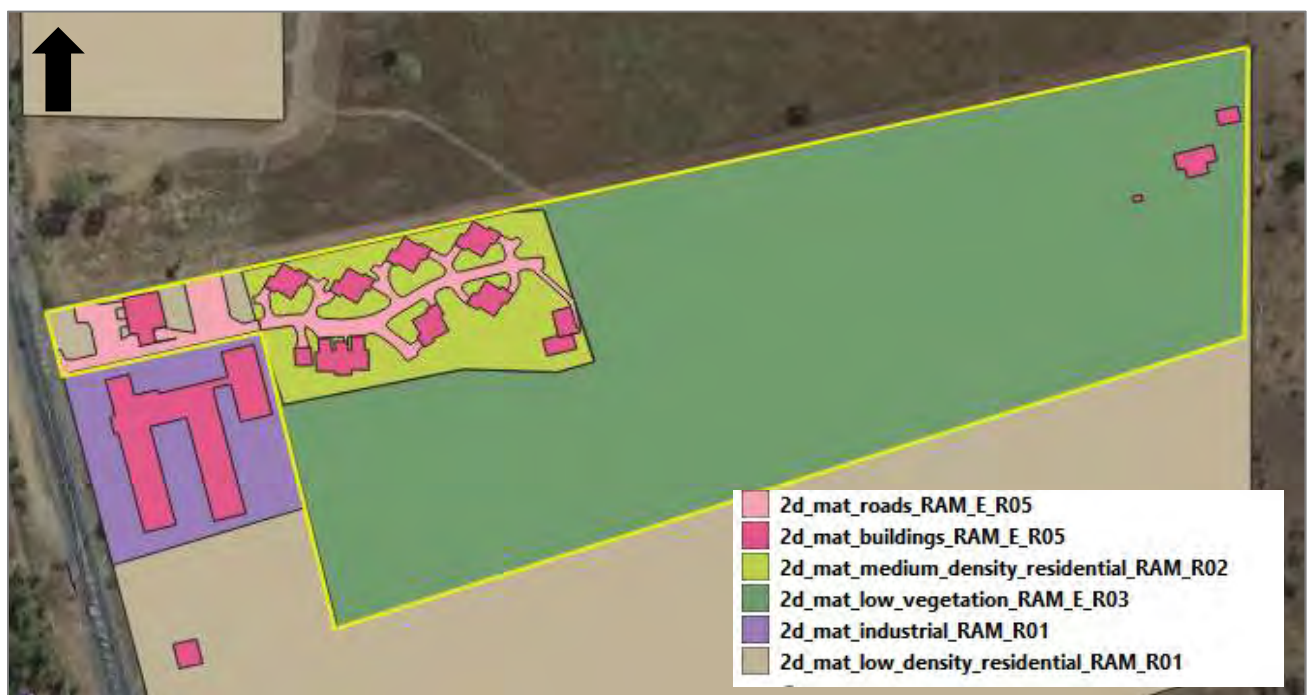 2d_mat_roads_RAM_E_R05
2d_mat_buildings_RAM_E_R05
2d_mat_medium_density_residential_RAM_R02
2d_mat_low_vegetation_RAM_E_R03
2d_mat_industrial_RAM_R01
2d_mat_low_density_residential_RAM_R01